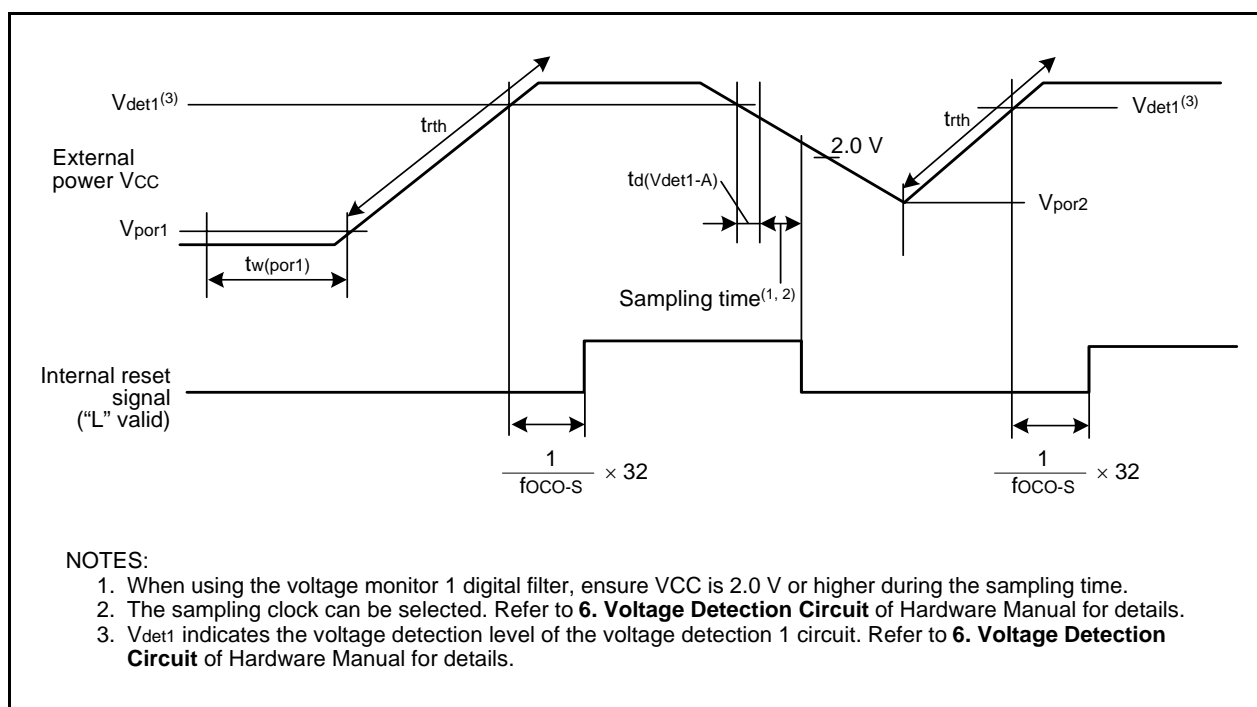 Vdet1(3)
trth
External
power VCC
Vpor1
tw(por1)
td(Vdet1-A)
2.0 V
Sampling time(1, 2)
trth
Vdet1(3)
Vpor2
Internal reset
signal
(“L” valid)
1
fOCO-S
× 32
1
fOCO-S
× 32
NOTES:
1. When using the voltage monitor 1 digital filter, ensure VCC is 2.0 V or higher during the sampling time.
2. The sampling clock can be selected. Refer to 6. Voltage Detection Circuit of Hardware Manual for details.
3. Vdet1 indicates the voltage detection level of the voltage detection 1 circuit. Refer to 6. Voltage Detection
Circuit of Hardware Manual for details.